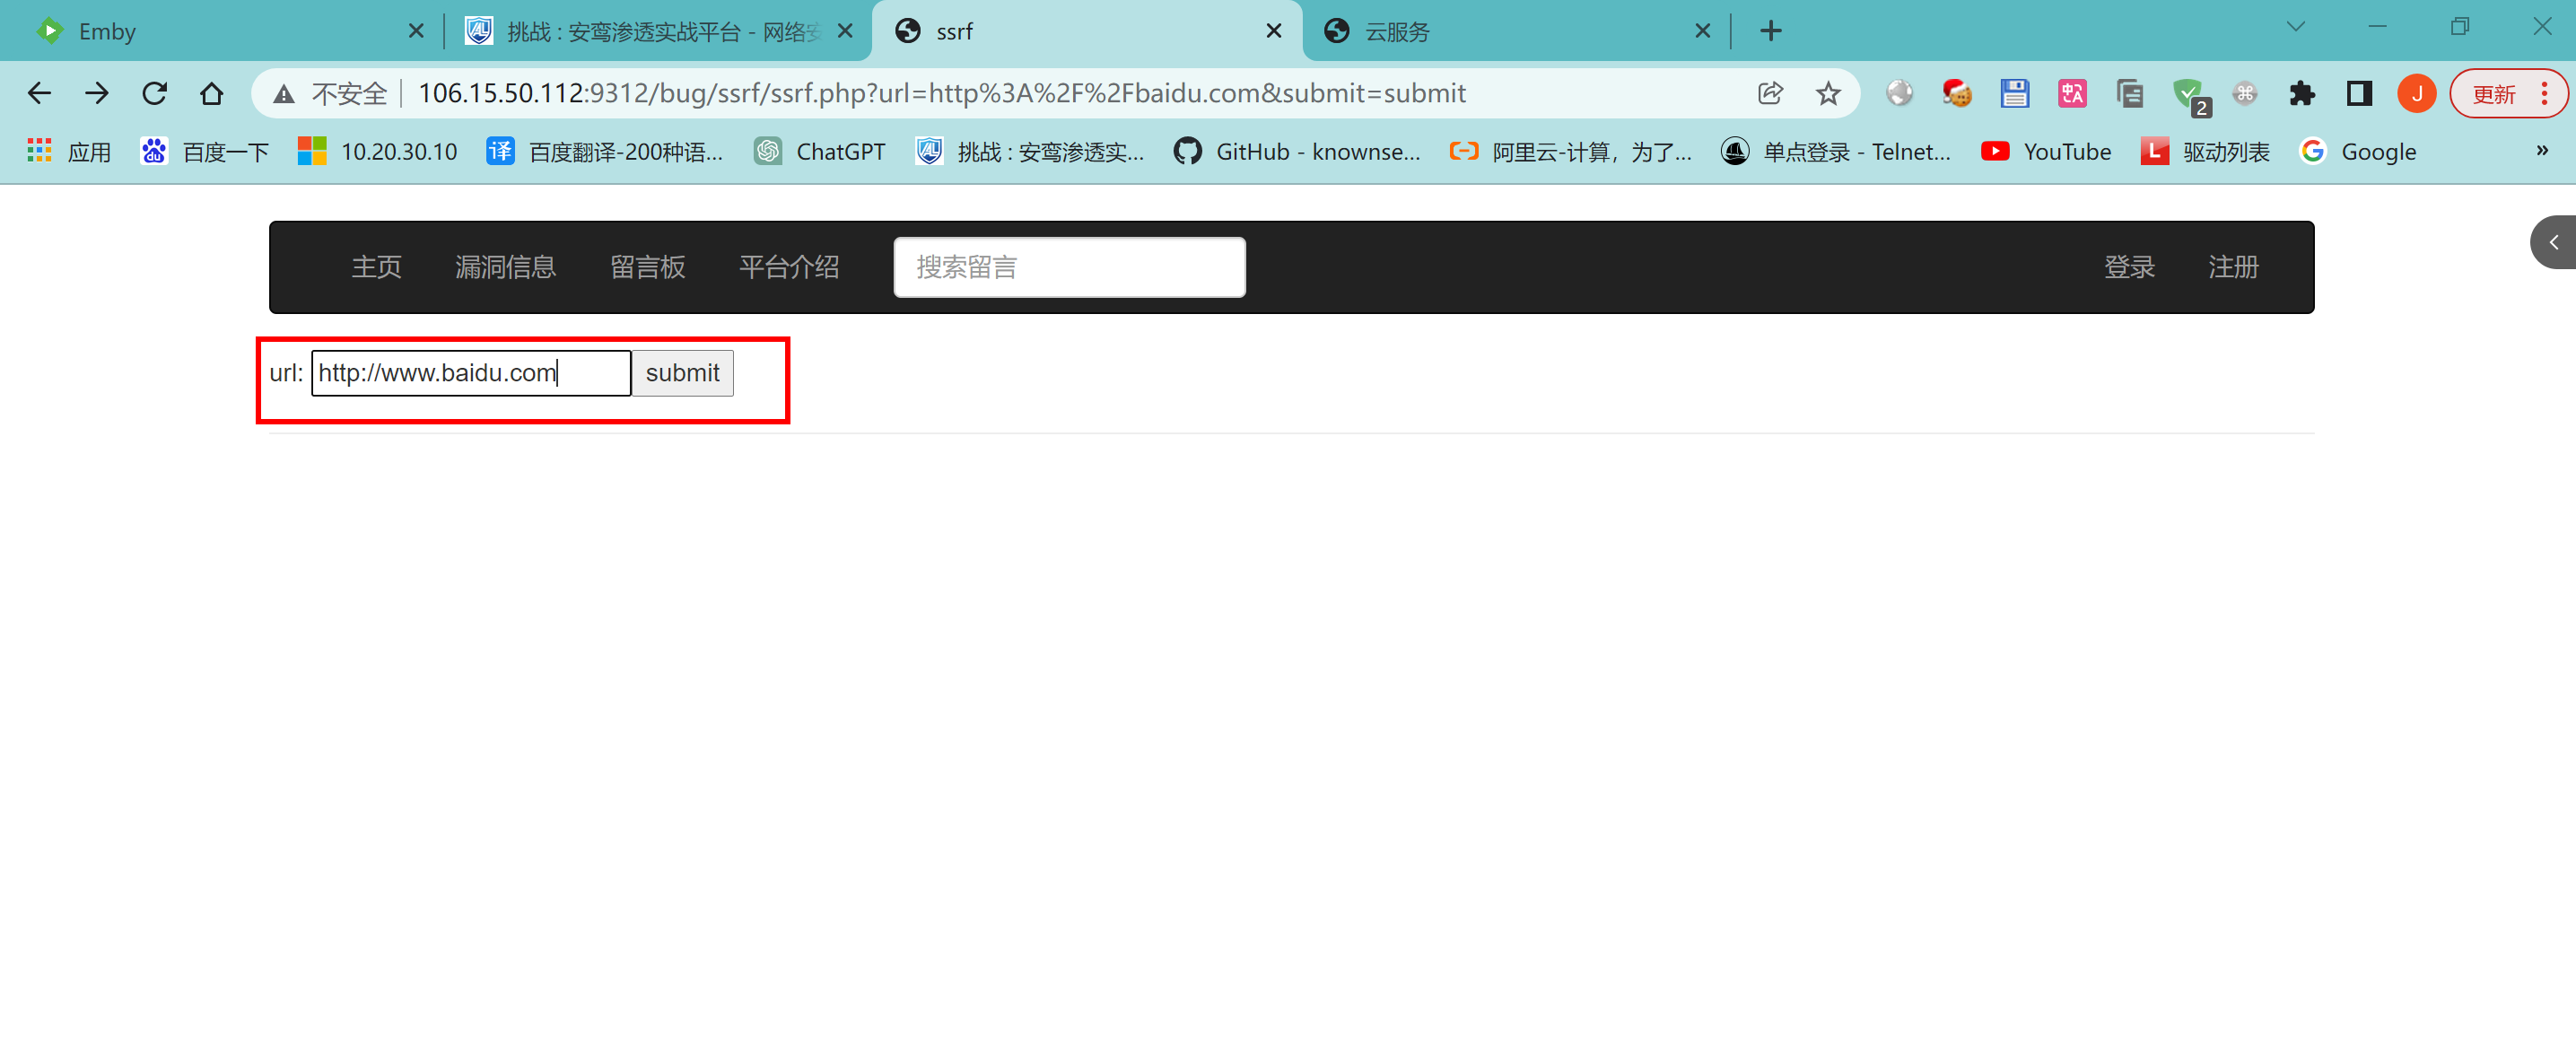 Emby
挑战 : 安鸾渗透实战平台 - 网络安
ssrf
云服务
不安全
106.15.50.112:9312/bug/ssrf/ssrf.php?url=http%3A%2F%2Fbaidu.com&submit=submit
2
J
更新
应用
百度一下
10.20.30.10
百度翻译-200种语...
ChatGPT
挑战 : 安鸾渗透实...
GitHub - knownse...
阿里云-计算，为了...
单点登录 - Telnet...
YouTube
驱动列表
Google
»
主页
漏洞信息
留言板
平台介绍
搜索留言
登录
注册
url: http://www.baidu.com submit